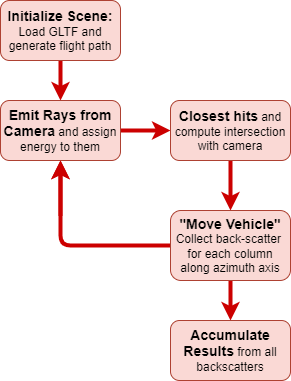 Initialize Scene:
Load GLTF and
generate flight path
Emit Rays from
Camera and assign
energy to them
Closest hits and
compute intersection
with camera
"Move Vehicle"
Collect back-scatter
for each column
along azimuth axis
Accumulate
Results from all
backscatters